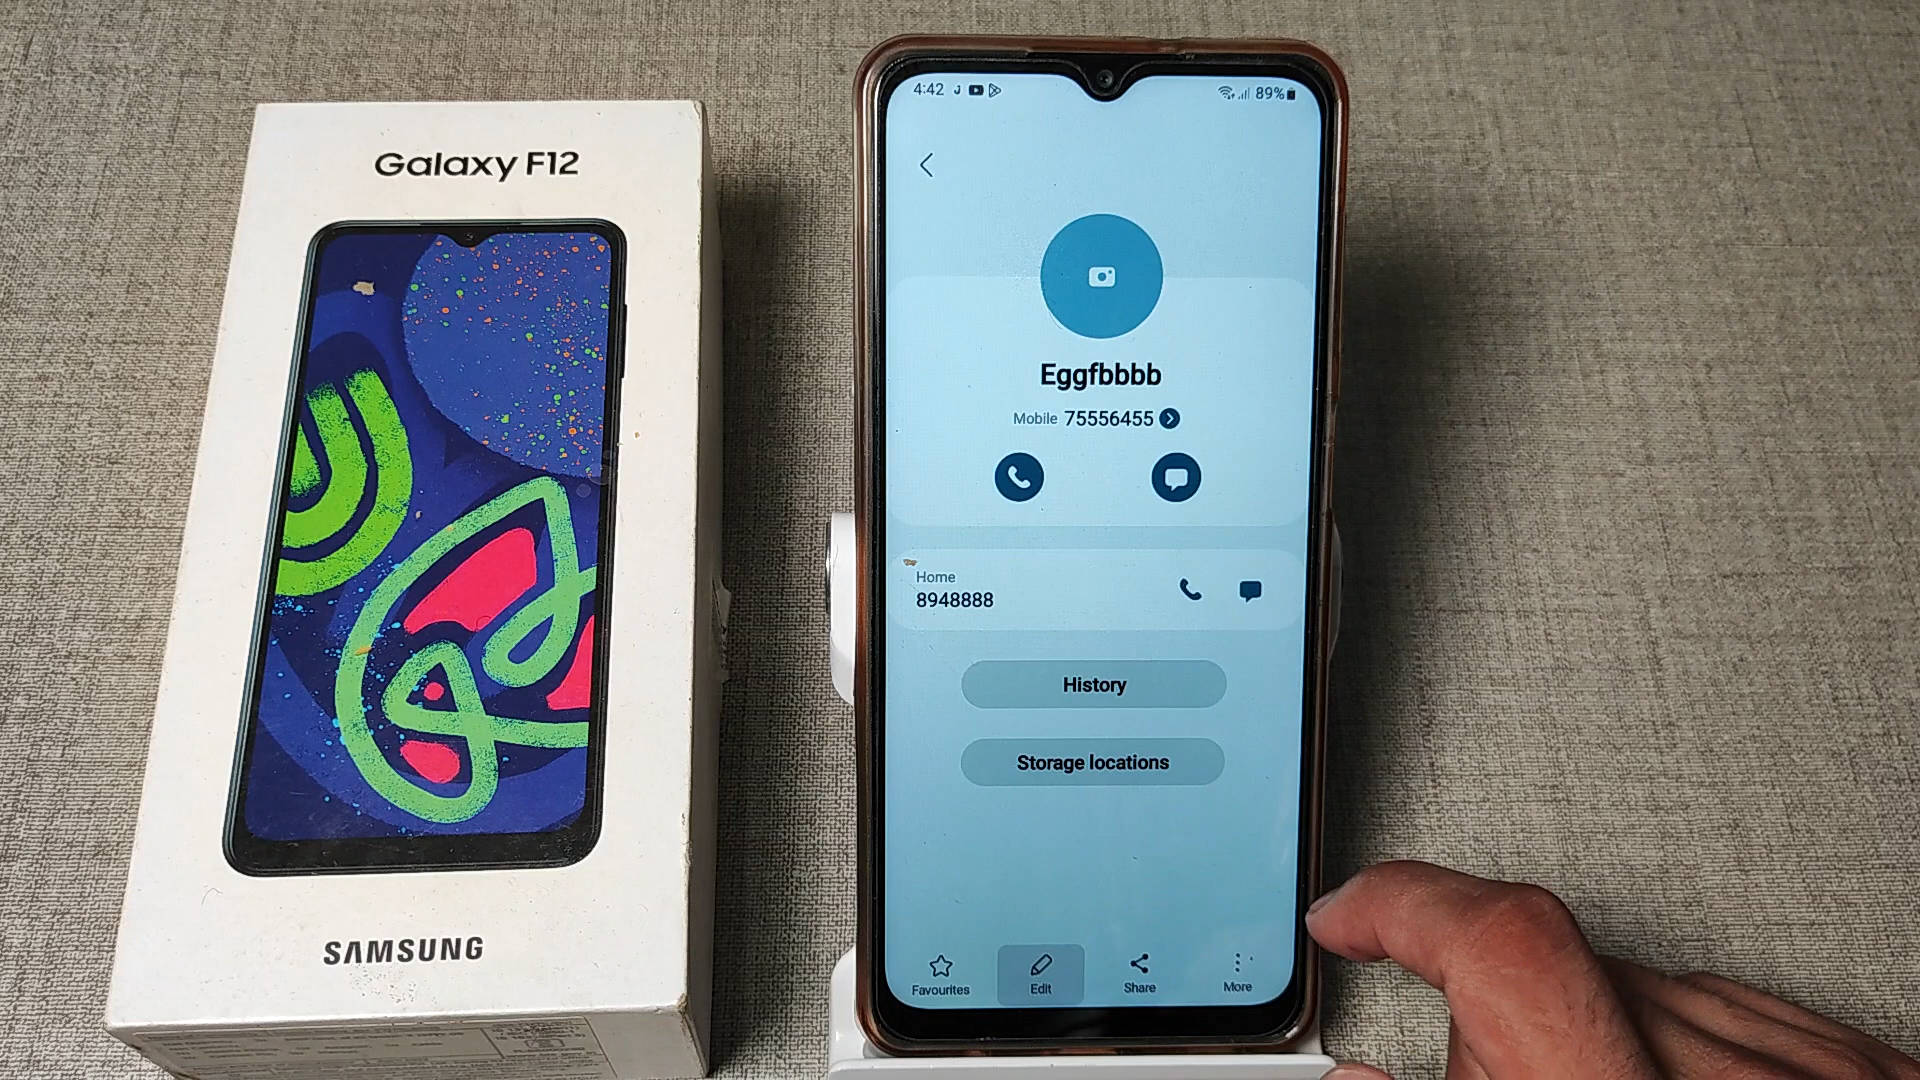 Galaxy F12
SAMSUNG
4:42
89%
Eggfbbbb
Mobile 75556455
Home
8948888
History
Storage locations
Favourites
Edit
Share
More